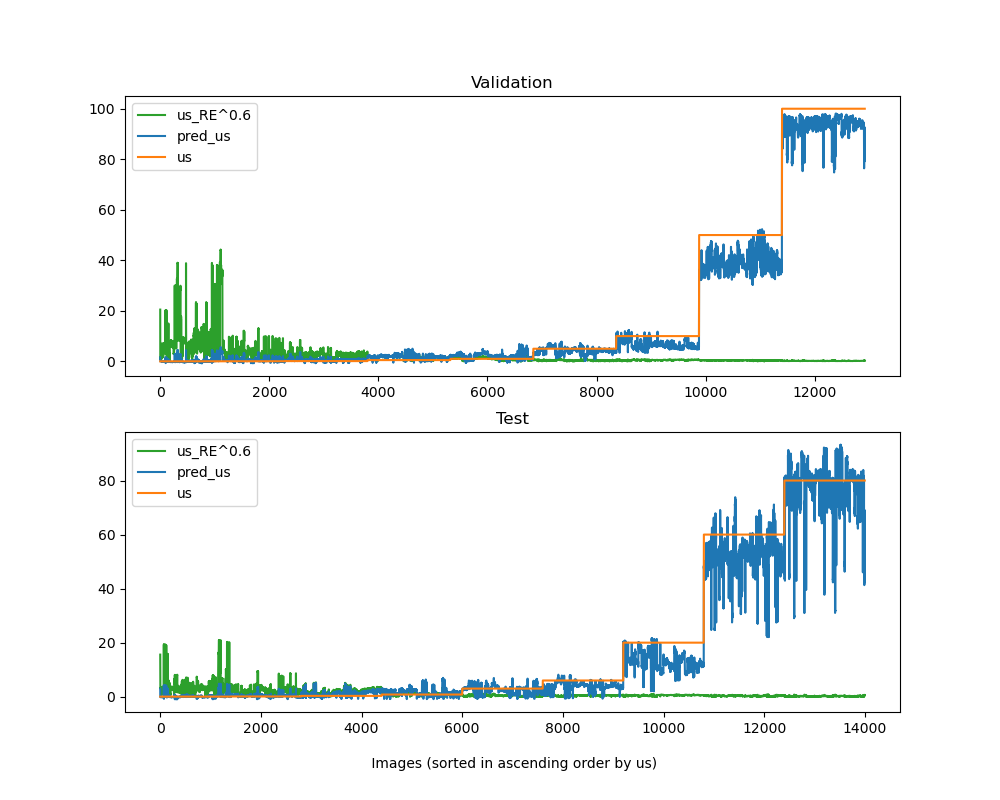 Validation
us_RE^0.6
pred_us
us
100
80
60
40
20
0
0 2000 4000 6000 8000 10000 12000
Test
us_RE^0.6
pred_us
us
80
60
40
20
0
0 2000 4000 6000 8000 10000 12000 14000
Images (sorted in ascending order by us)